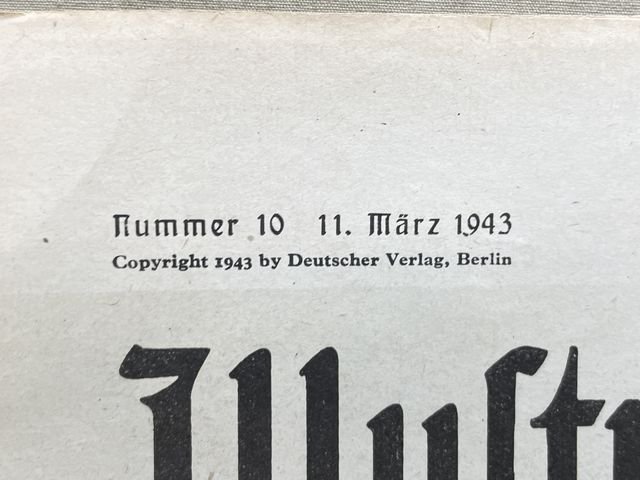 Nummer 10 11. März 1943
Copyright 1943 by Deutscher Verlag, Berlin